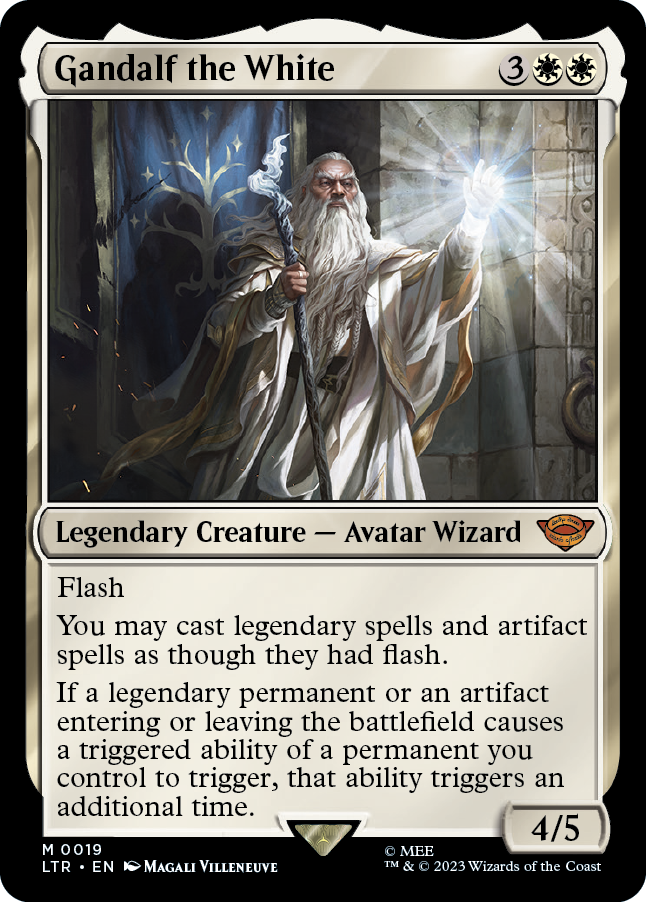 Gandalf the White 3
Legendary Creature — Avatar Wizard
Flash
You may cast legendary spells and artifact
spells as though they had flash.
If a legendary permanent or an artifact
entering or leaving the battlefield causes
a triggered ability of a permanent you
control to trigger, that ability triggers an
additional time.
4/5
M 0019
LTR • EN Magali Villeneuve
© MEE
™ & © 2023 Wizards of the Coast